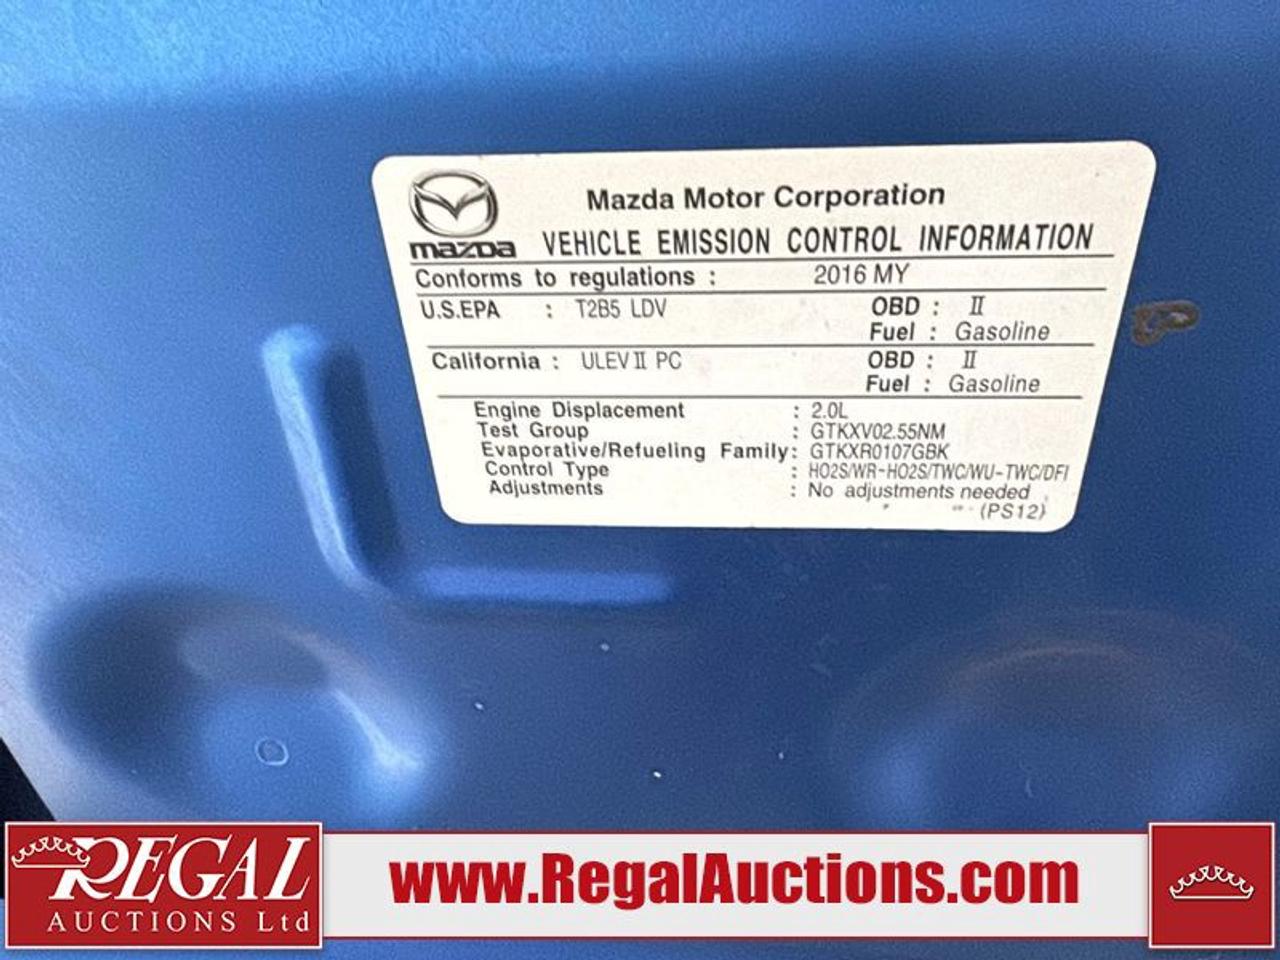 Mazda Motor Corporation
mazda VEHICLE EMISSION CONTROL INFORMATION
Conforms to regulations : 2016 MY
U.S.EPA : T2B5 LDV OBD : II
Fuel : Gasoline
California : ULEV II PC OBD : II
Fuel : Gasoline
Engine Displacement : 2.0L
Test Group : GTKXV02.55NM
Evaporative/Refueling Family: GTKXR0107GBK
Control Type : HO2S/WR-HO2S/TWC/WU-TWC/DFI
Adjustments : No adjustments needed
(PS12)
REGAL
AUCTIONS Ltd
www.RegalAuctions.com